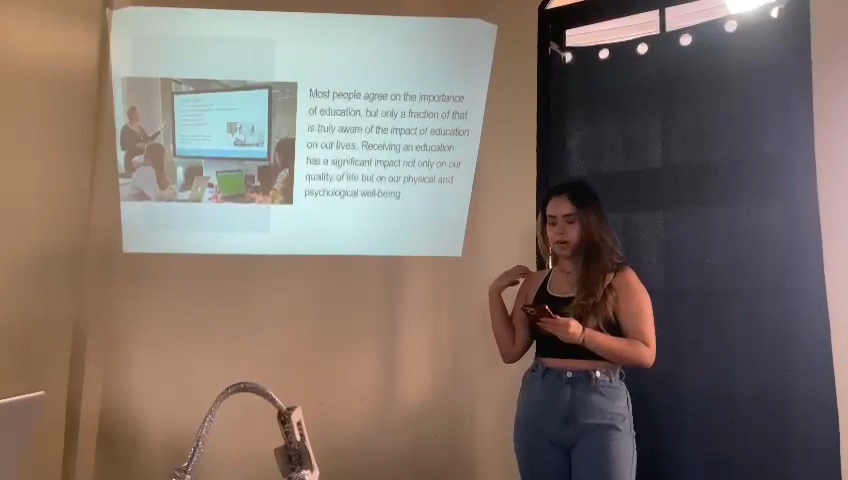 Most people agree on the importance
of education, but only a fraction of that
is truly aware of the impact of education
on our lives. Receiving an education
has a significant impact not only on our
quality of life but on our physical and
psychological well-being